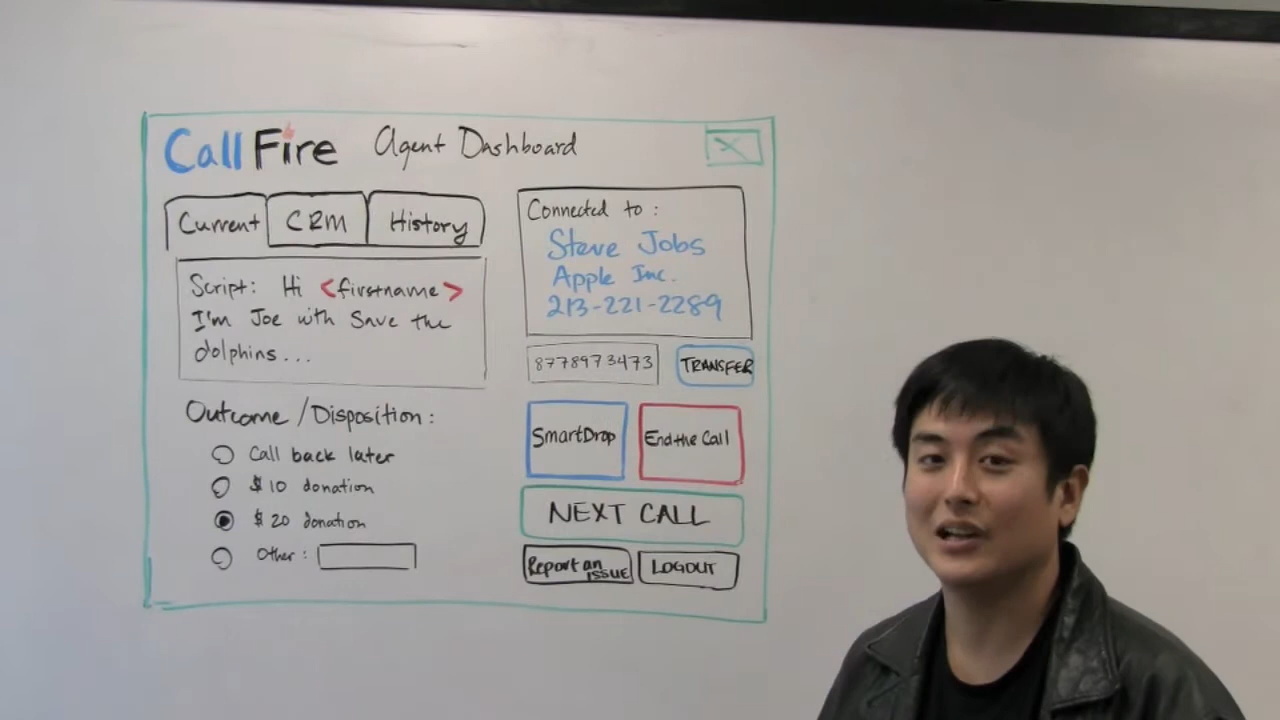 CallFire Agent Dashboard
X
Current CRM History
Script: Hi <firstname>
I'm Joe with Save the
dolphins...
Outcome/Disposition:
Call back later
$10 donation
$20 donation
Other:
Connected to:
Steve Jobs
Apple Inc.
213-221-2289
8778973473 TRANSFER
SmartDrop End the Call
NEXT CALL
Report an ISSUE LOGOUT